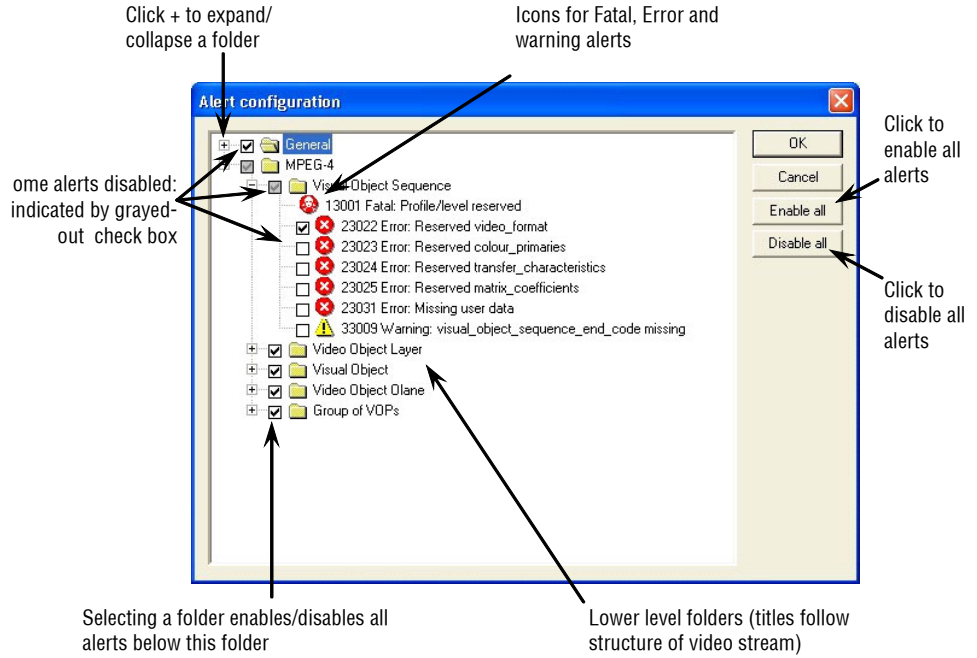 Click + to expand/
collapse a folder
Icons for Fatal, Error and
warning alerts
Alert configuration
General
MPEG-4
Visual Object Sequence
13001 Fatal: Profile/level reserved
23022 Error: Reserved video_format
23023 Error: Reserved colour_primaries
23024 Error: Reserved transfer_characteristics
23025 Error: Reserved matrix_coefficients
23031 Error: Missing user data
33009 Warning: visual_object_sequence_end_code missing
Video Object Layer
Visual Object
Video Object Olane
Group of VOPs
OK
Cancel
Enable all
Disable all
ome alerts disabled:
indicated by grayed-
out check box
Click to
enable all
alerts
Click to
disable all
alerts
Selecting a folder enables/disables all
alerts below this folder
Lower level folders (titles follow
structure of video stream)